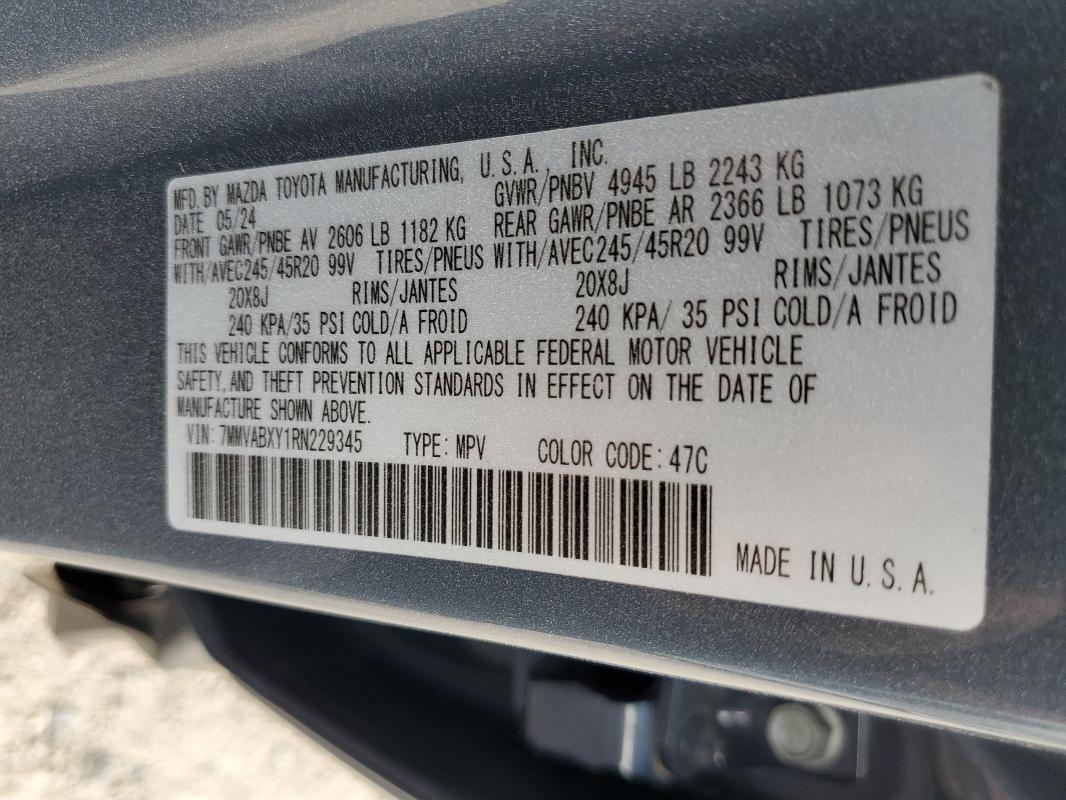 MFD. BY MAZDA TOYOTA MANUFACTURING, U.S.A., INC.
DATE 05/24 GVWR/PNBV 4945 LB 2243 KG
FRONT GAWR/PNBE AV 2606 LB 1182 KG REAR GAWR/PNBE AR 2366 LB 1073 KG
WITH/AVEC245/45R20 99V TIRES/PNEUS WITH/AVEC245/45R20 99V TIRES/PNEUS
20X8J RIMS/JANTES 20X8J RIMS/JANTES
240 KPA/35 PSI COLD/A FROID 240 KPA/ 35 PSI COLD/A FROID
THIS VEHICLE CONFORMS TO ALL APPLICABLE FEDERAL MOTOR VEHICLE
SAFETY,AND THEFT PREVENTION STANDARDS IN EFFECT ON THE DATE OF
MANUFACTURE SHOWN ABOVE.
VIN: 7MMVABXY1RN229345 TYPE: MPV COLOR CODE: 47C
MADE IN U.S.A.